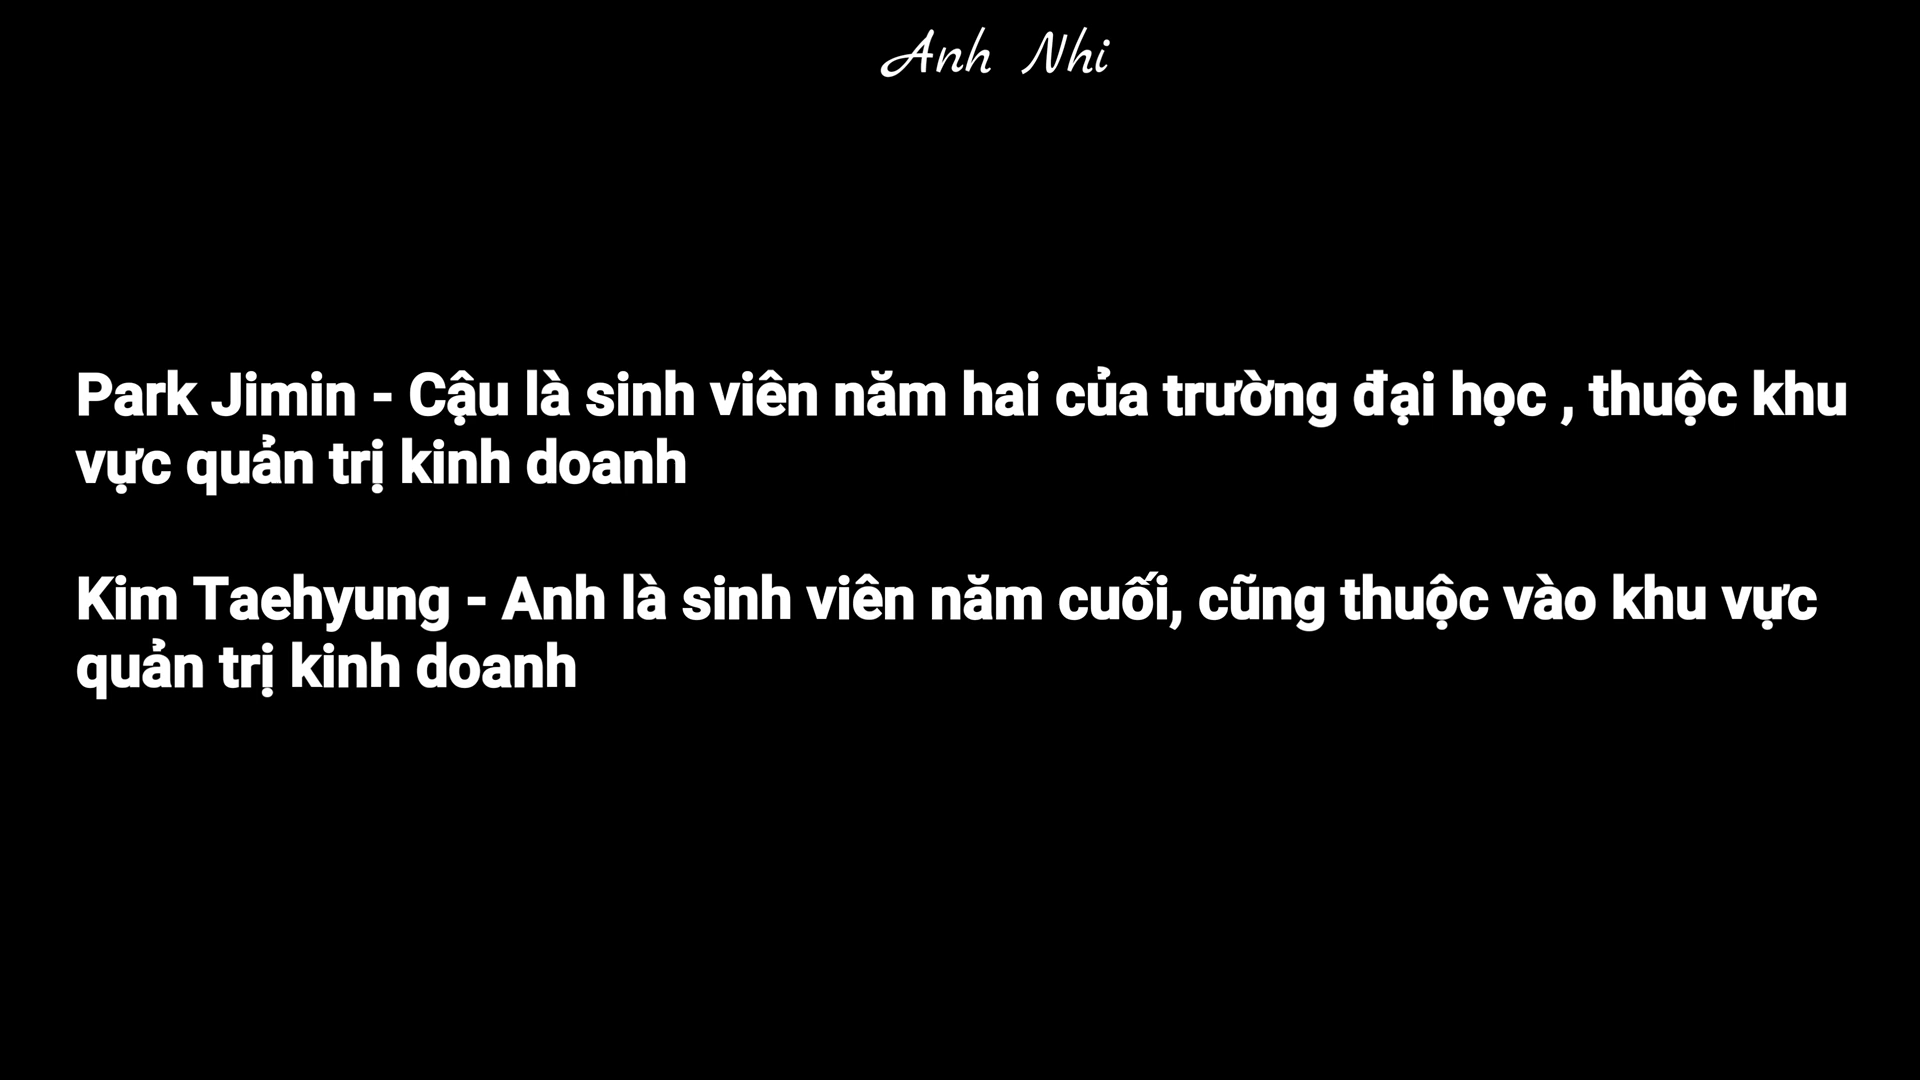 Anh Nhi
Park Jimin - Cậu là sinh viên năm hai của trường đại học , thuộc khu
vực quản trị kinh doanh
Kim Taehyung - Anh là sinh viên năm cuối, cũng thuộc vào khu vực
quản trị kinh doanh